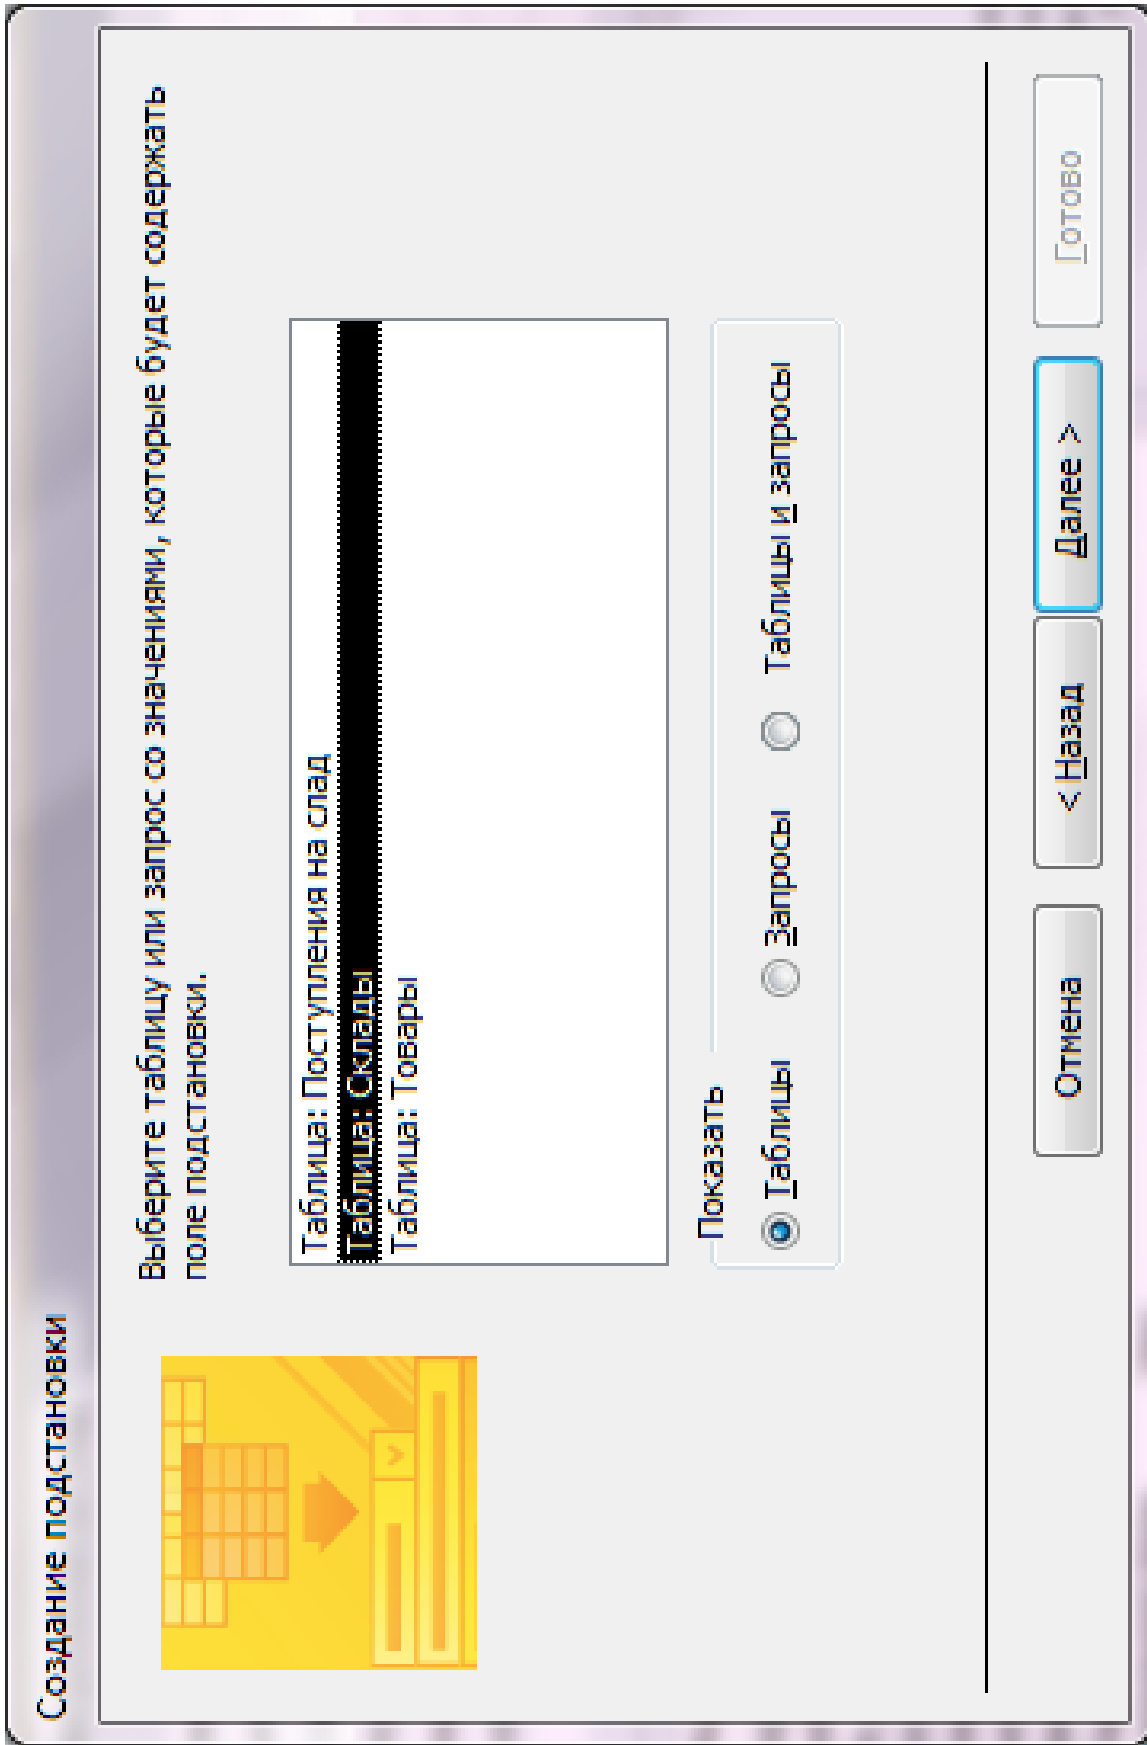 Создание подстановки
Выберите таблицу или запрос со значениями, которые будет содержать
поле подстановки.
Таблица: Поступления на слад
Таблица: Склады
Таблица: Товары
Показать
Таблицы Запросы Таблицы и запросы
Отмена < Назад Далее > Готово